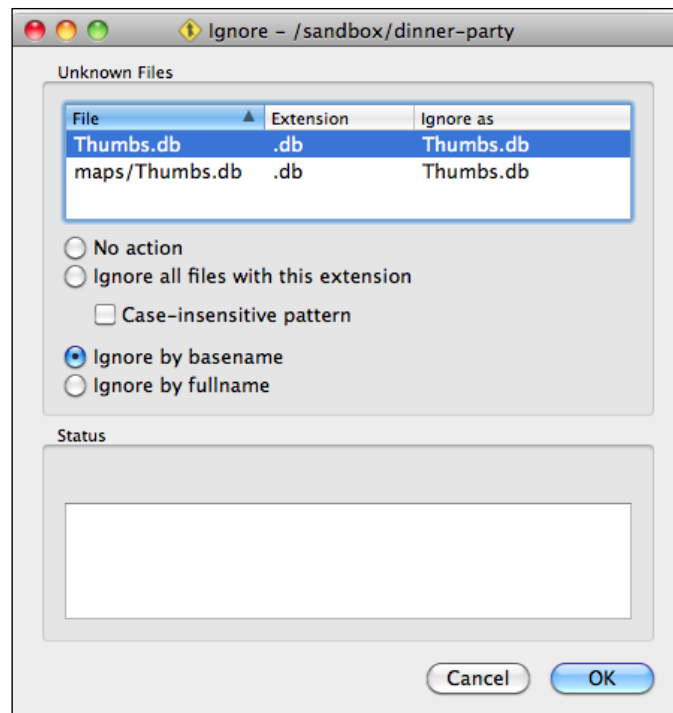 Ignore – /sandbox/dinner-party
Unknown Files
File Extension Ignore as
Thumbs.db .db Thumbs.db
maps/Thumbs.db .db Thumbs.db
No action
Ignore all files with this extension
Case-insensitive pattern
Ignore by basename
Ignore by fullname
Status
Cancel OK